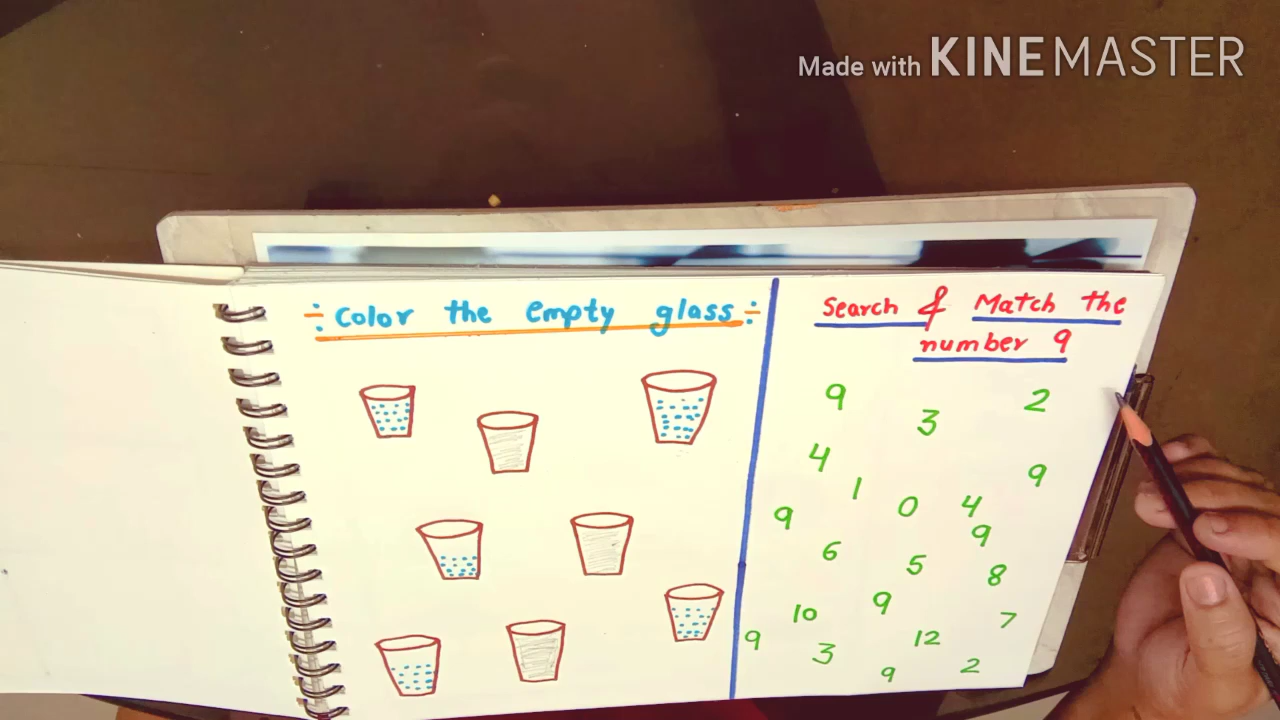 Made with KINEMASTER
÷ Color the empty glass ÷
Search & Match the
number 9
9 3 2
4 9
1 0 4
9 9
6 5 8
10 9 7
9 3 12
9 2